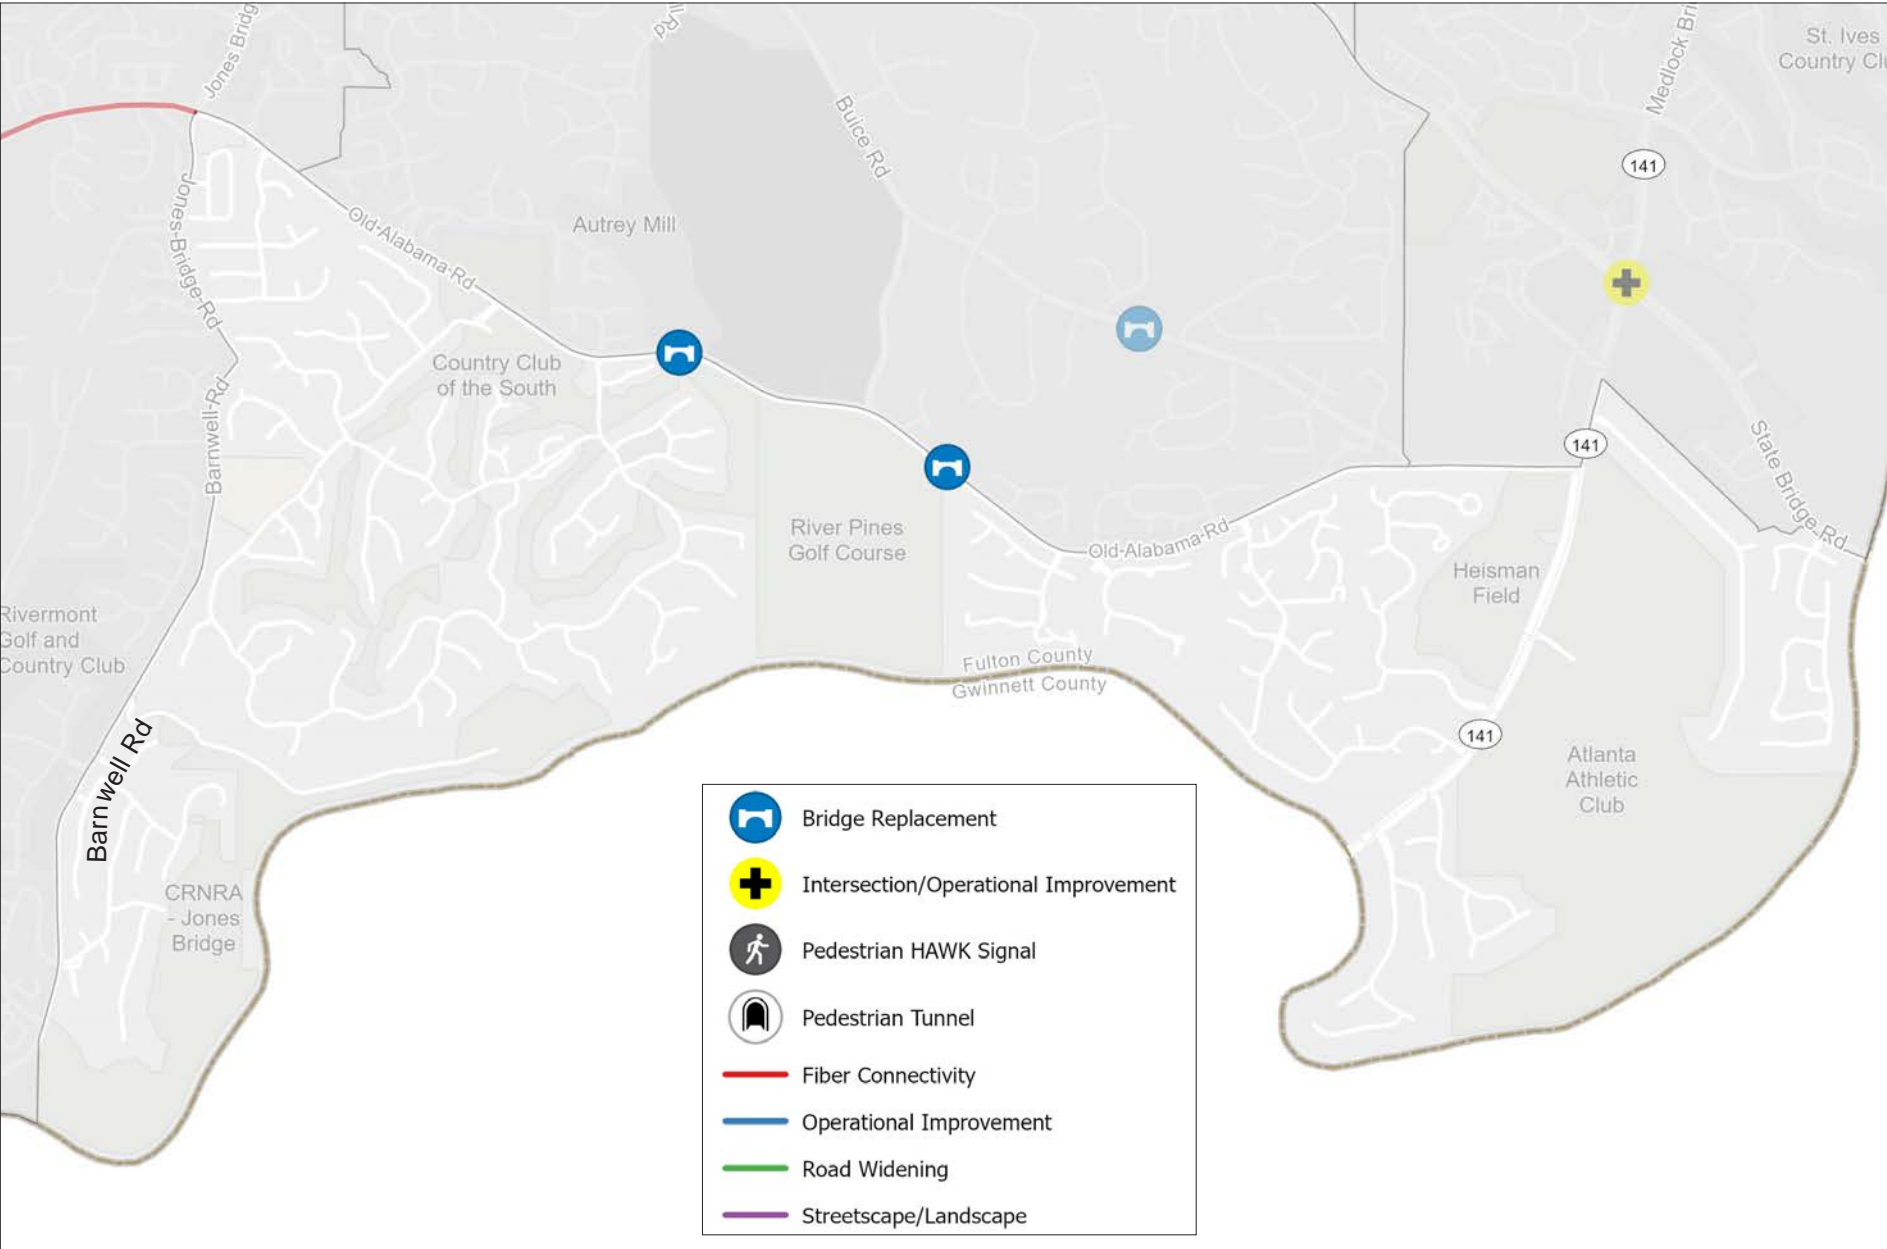 Jones Bridg
ll Rd
Medlock Bri
St. Ives
Country Clu
Buice Rd
141
Jones-Bridge-Rd
Old-Alabama-Rd
Autrey Mill
Country Club
of the South
Barnwell-Rd
141
State Bridge-Rd
River Pines
Golf Course
Old-Alabama-Rd
Heisman
Field
Rivermont
Golf and
Country Club
Fulton County
Gwinnett County
141
Barnwell Rd
Atlanta
Athletic
Club
CRNRA
- Jones
Bridge
Bridge Replacement
Intersection/Operational Improvement
Pedestrian HAWK Signal
Pedestrian Tunnel
Fiber Connectivity
Operational Improvement
Road Widening
Streetscape/Landscape